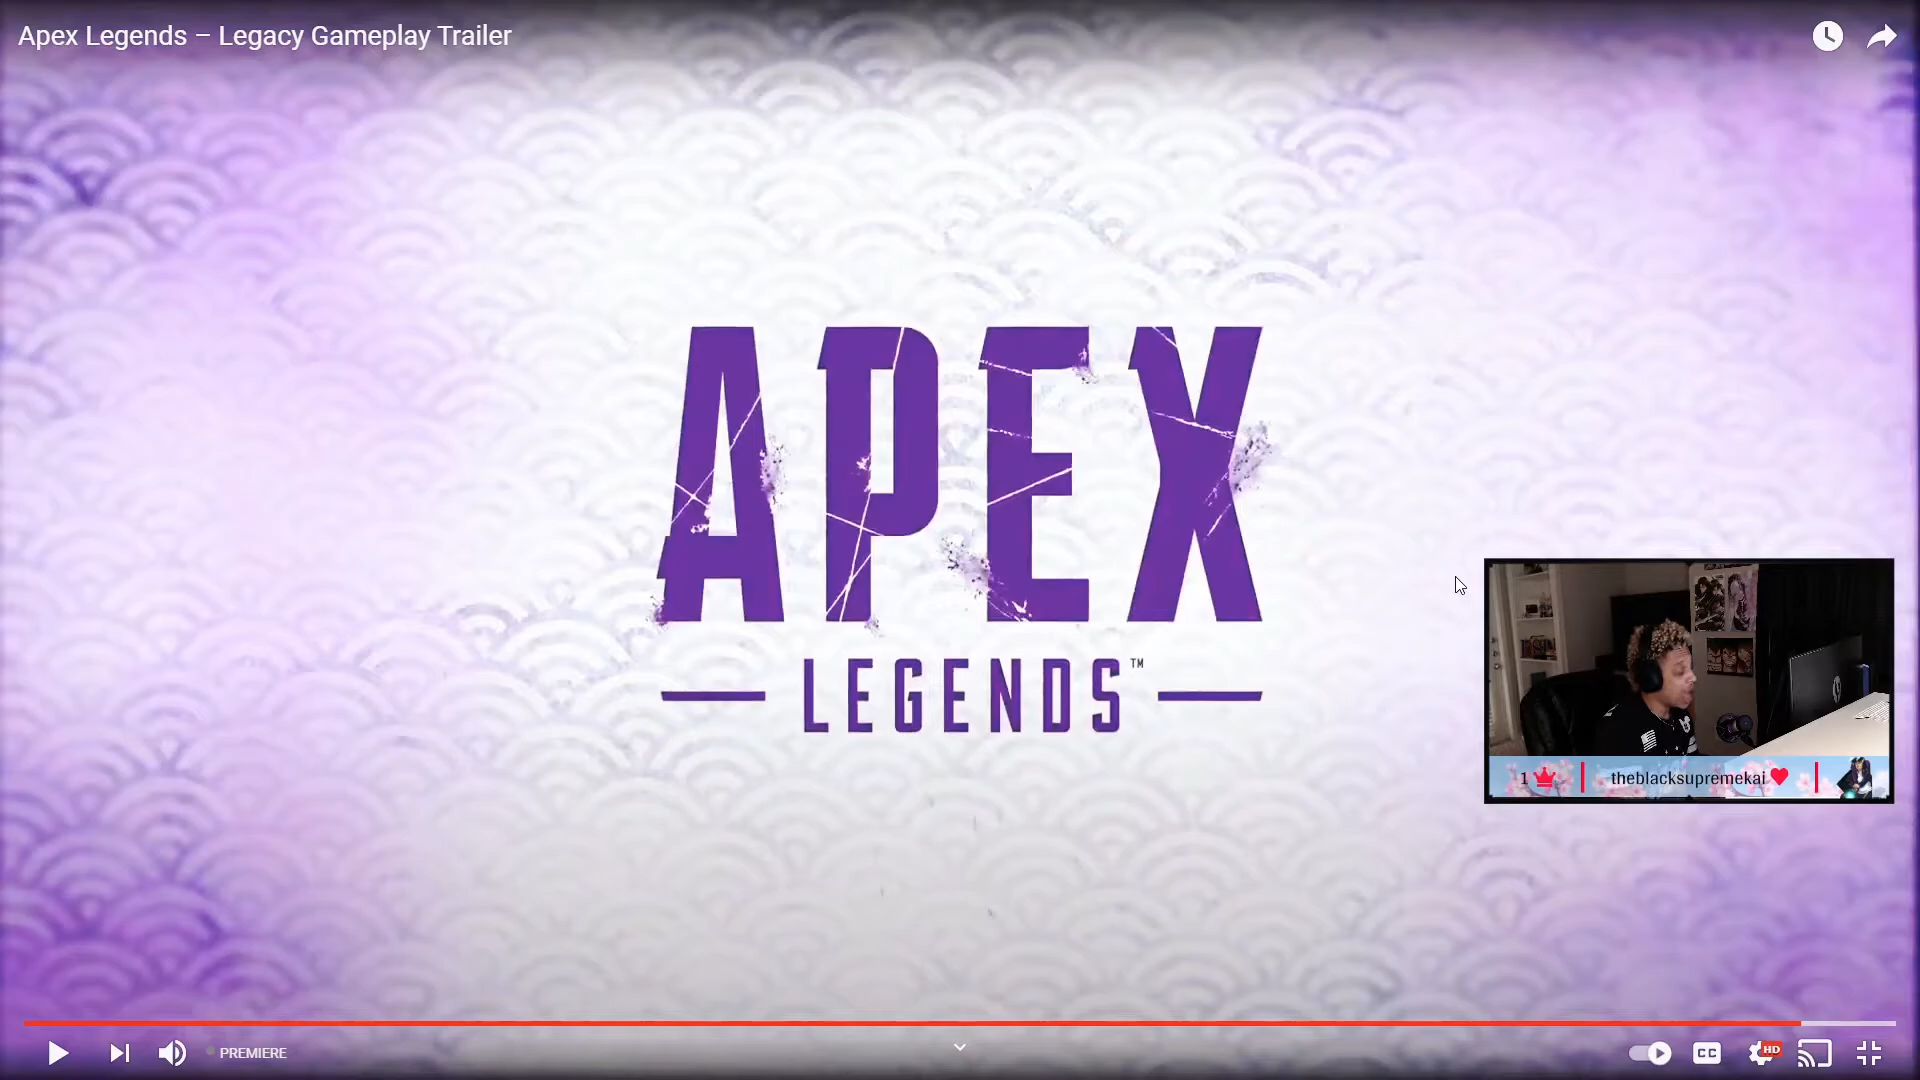 Apex Legends – Legacy Gameplay Trailer
APEX
LEGENDS™
1
theblacksupremekai
PREMIERE
CC
HD